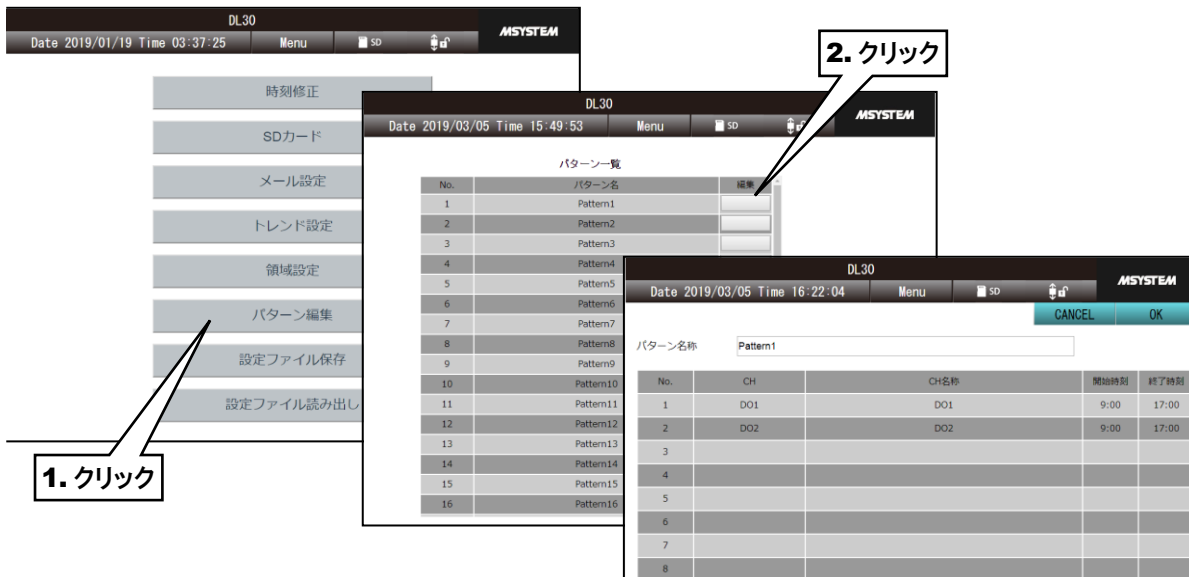 DL30
MSYSTEM
Date 2019/01/19 Time 03:37:25 Menu SD
時刻修正
SDカード
メール設定
トレンド設定
領域設定
パターン編集
設定ファイル保存
設定ファイル読み出し
1. クリック
2. クリック
DL30
MSYSTEM
Date 2019/03/05 Time 15:49:53 Menu SD
パターン一覧
No. パターン名 編集
1 Pattern1
2 Pattern2
3 Pattern3
4 Pattern4
5 Pattern5
6 Pattern6
7 Pattern7
8 Pattern8
9 Pattern9
10 Pattern10
11 Pattern11
12 Pattern12
13 Pattern13
14 Pattern14
15 Pattern15
16 Pattern16
DL30
MSYSTEM
Date 2019/03/05 Time 16:22:04 Menu SD
CANCEL OK
パターン名称 Pattern1
No. CH CH名称 開始時刻 終了時刻
1 DO1 DO1 9:00 17:00
2 DO2 DO2 9:00 17:00
3
4
5
6
7
8